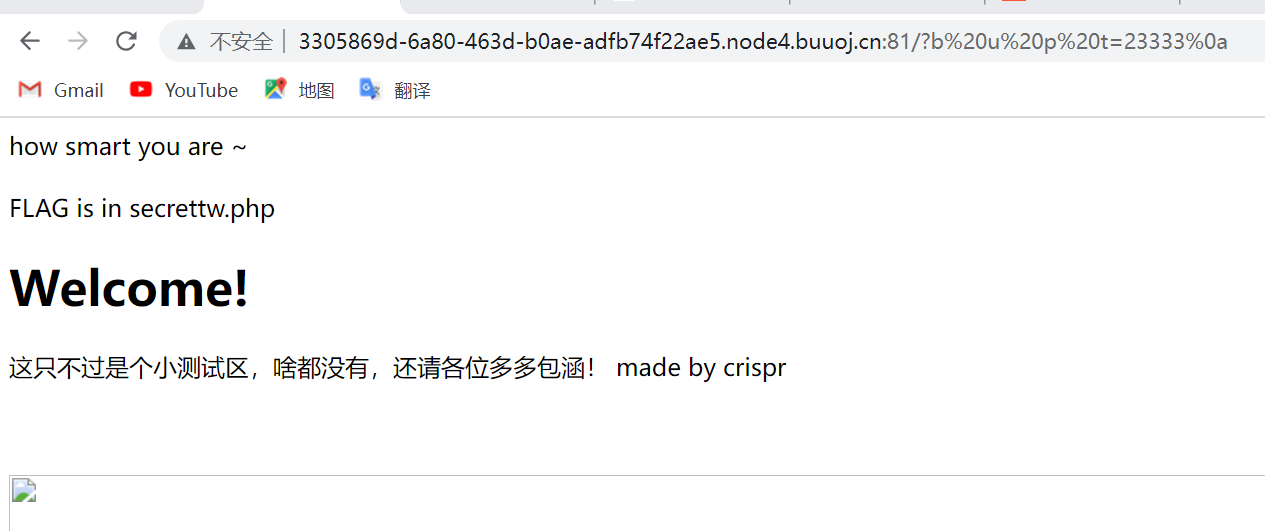 不安全 | 3305869d-6a80-463d-b0ae-adfb74f22ae5.node4.buuoj.cn:81/?b%20u%20p%20t=23333%0a
Gmail YouTube 地图 翻译
how smart you are ~
FLAG is in secrettw.php
Welcome!
这只不过是个小测试区，啥都没有，还请各位多多包涵！ made by crispr